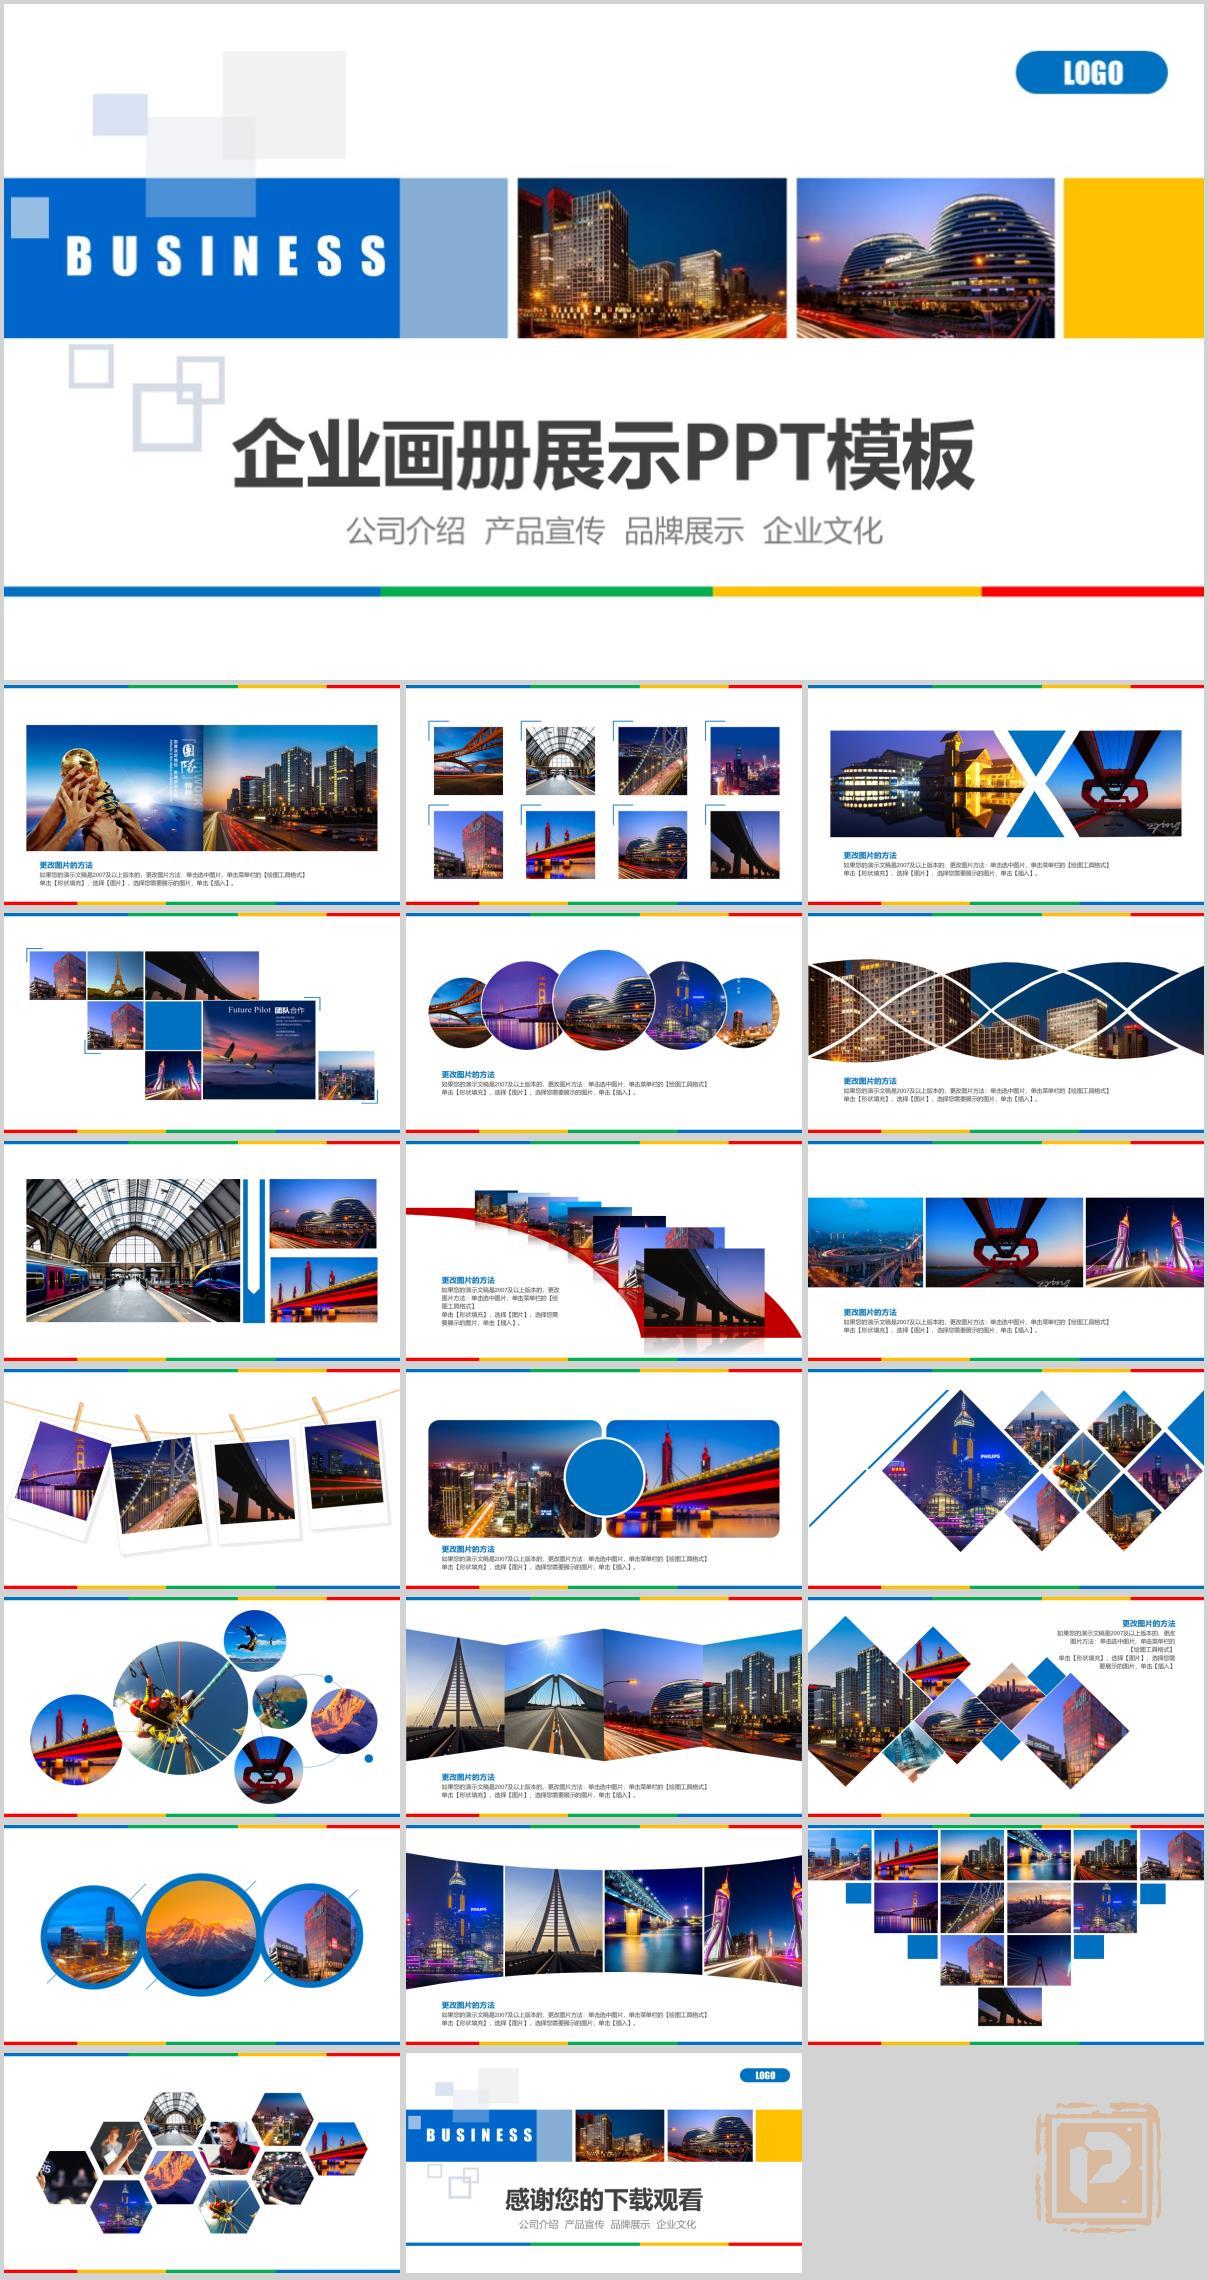 LOGO
BUSINESS
企业画册展示PPT模板
公司介绍 产品宣传 品牌展示 企业文化
團隊
更改图片的方法
如果您的演示文稿是2007及以上版本的，更改图片方法：单击选中图片，单击菜单栏的【绘图工具格式】
单击【形状填充】，选择【图片】，选择您需要展示的图片，单击【插入】。
更改图片的方法
如果您的演示文稿是2007及以上版本的，更改图片方法：单击选中图片，单击菜单栏的【绘图工具格式】
单击【形状填充】，选择【图片】，选择您需要展示的图片，单击【插入】。
Future Pilot 团队合作
更改图片的方法
如果您的演示文稿是2007及以上版本的，更改图片方法：单击选中图片，单击菜单栏的【绘图工具格式】
单击【形状填充】，选择【图片】，选择您需要展示的图片，单击【插入】。
更改图片的方法
如果您的演示文稿是2007及以上版本的，更改图片方法：单击选中图片，单击菜单栏的【绘图工具格式】
单击【形状填充】，选择【图片】，选择您需要展示的图片，单击【插入】。
更改图片的方法
如果您的演示文稿是2007及以上版本的，更改
图片方法：单击选中图片，单击菜单栏的【绘
图工具格式】
单击【形状填充】，选择【图片】，选择您需
要展示的图片，单击【插入】。
更改图片的方法
如果您的演示文稿是2007及以上版本的，更改图片方法：单击选中图片，单击菜单栏的【绘图工具格式】
单击【形状填充】，选择【图片】，选择您需要展示的图片，单击【插入】。
更改图片的方法
如果您的演示文稿是2007及以上版本的，更改图片方法：单击选中图片，单击菜单栏的【绘图工具格式】
单击【形状填充】，选择【图片】，选择您需要展示的图片，单击【插入】。
PHILIPS
更改图片的方法
如果您的演示文稿是2007及以上版本的，更改图片方法：单击选中图片，单击菜单栏的【绘图工具格式】
单击【形状填充】，选择【图片】，选择您需要展示的图片，单击【插入】。
更改图片的方法
如果您的演示文稿是2007及以上版本的，更改
图片方法：单击选中图片，单击菜单栏的
【绘图工具格式】
单击【形状填充】，选择【图片】，选择您需
要展示的图片，单击【插入】
PHILIPS
更改图片的方法
如果您的演示文稿是2007及以上版本的，更改图片方法：单击选中图片，单击菜单栏的【绘图工具格式】
单击【形状填充】，选择【图片】，选择您需要展示的图片，单击【插入】。
LOGO
BUSINESS
感谢您的下载观看
公司介绍 产品宣传 品牌展示 企业文化